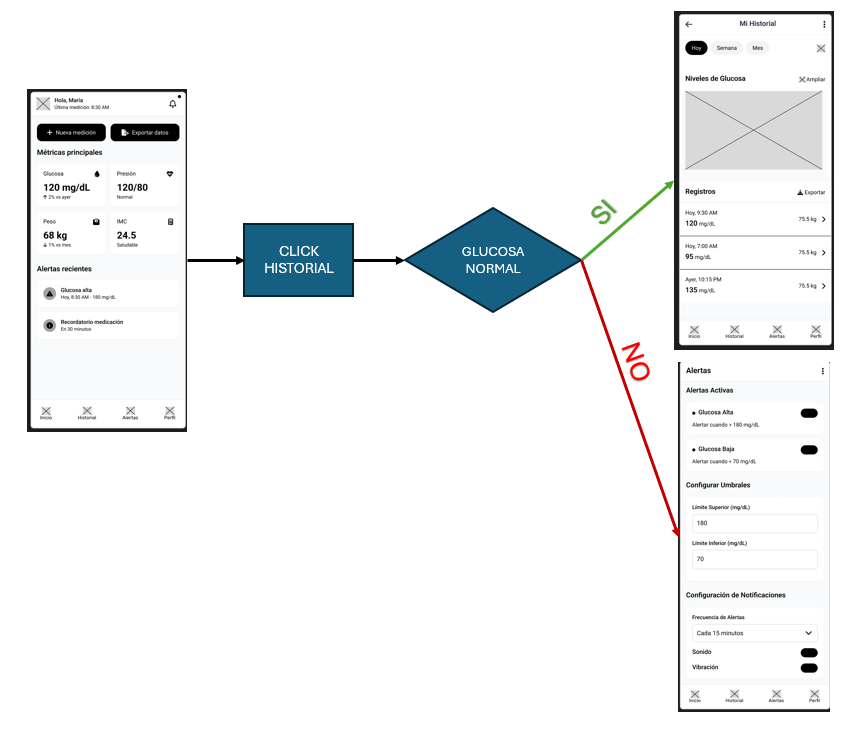 Hola, María
Última medición: 8:30 AM
+ Nueva medición
Exportar datos
Métricas principales
Glucosa
120 mg/dL
↑ 2% vs ayer
Presión
120/80
Normal
Peso
68 kg
↓ 1% vs mes
IMC
24.5
Saludable
Alertas recientes
Glucosa alta
Hoy, 8:30 AM - 180 mg/dL
Recordatorio medicación
En 30 minutos
Inicio
Historial
Alertas
Perfil
CLICK
HISTORIAL
GLUCOSA
NORMAL
SI
NO
Mi Historial
Hoy
Semana
Mes
Niveles de Glucosa
Ampliar
Registros
Exportar
Hoy, 9:30 AM
120 mg/dL
75.5 kg
Hoy, 7:00 AM
95 mg/dL
75.5 kg
Ayer, 10:15 PM
135 mg/dL
75.5 kg
Inicio
Historial
Alertas
Perfil
Alertas
Alertas Activas
Glucosa Alta
Alertar cuando > 180 mg/dL
Glucosa Baja
Alertar cuando < 70 mg/dL
Configurar Umbrales
Límite Superior (mg/dL)
180
Límite Inferior (mg/dL)
70
Configuración de Notificaciones
Frecuencia de Alertas
Cada 15 minutos
Sonido
Vibración
Inicio
Historial
Alertas
Perfil